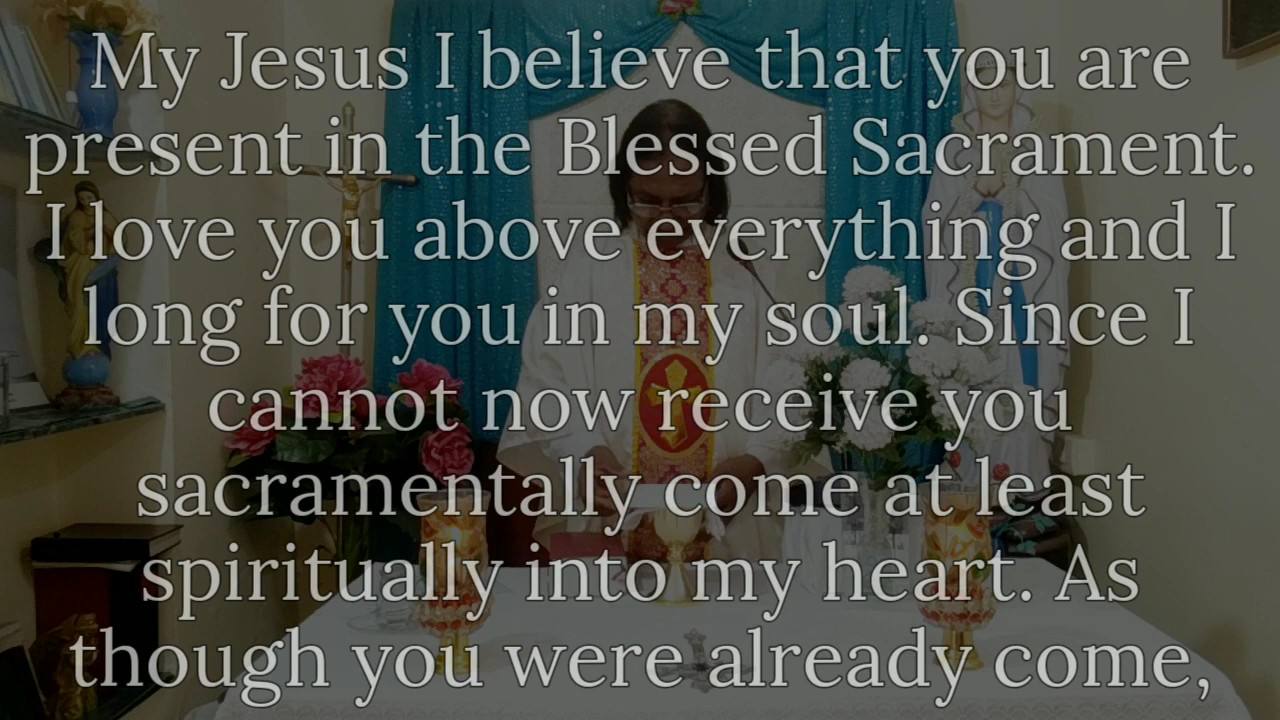 My Jesus I believe that you are
present in the Blessed Sacrament.
I love you above everything and I
long for you in my soul. Since I
cannot now receive you
sacramentally come at least
spiritually into my heart. As
though you were already come,